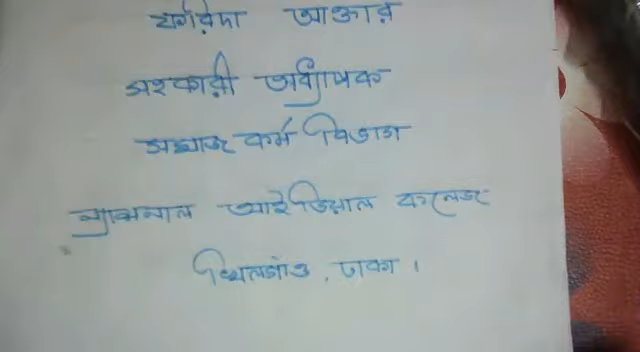 আক্তার
সহকারী অধ্যাপক
সমাজ কর্ম বিভাগ
ন্যাশনাল আইডিয়াল কলেজ
খিলগাঁও, ঢাকা।